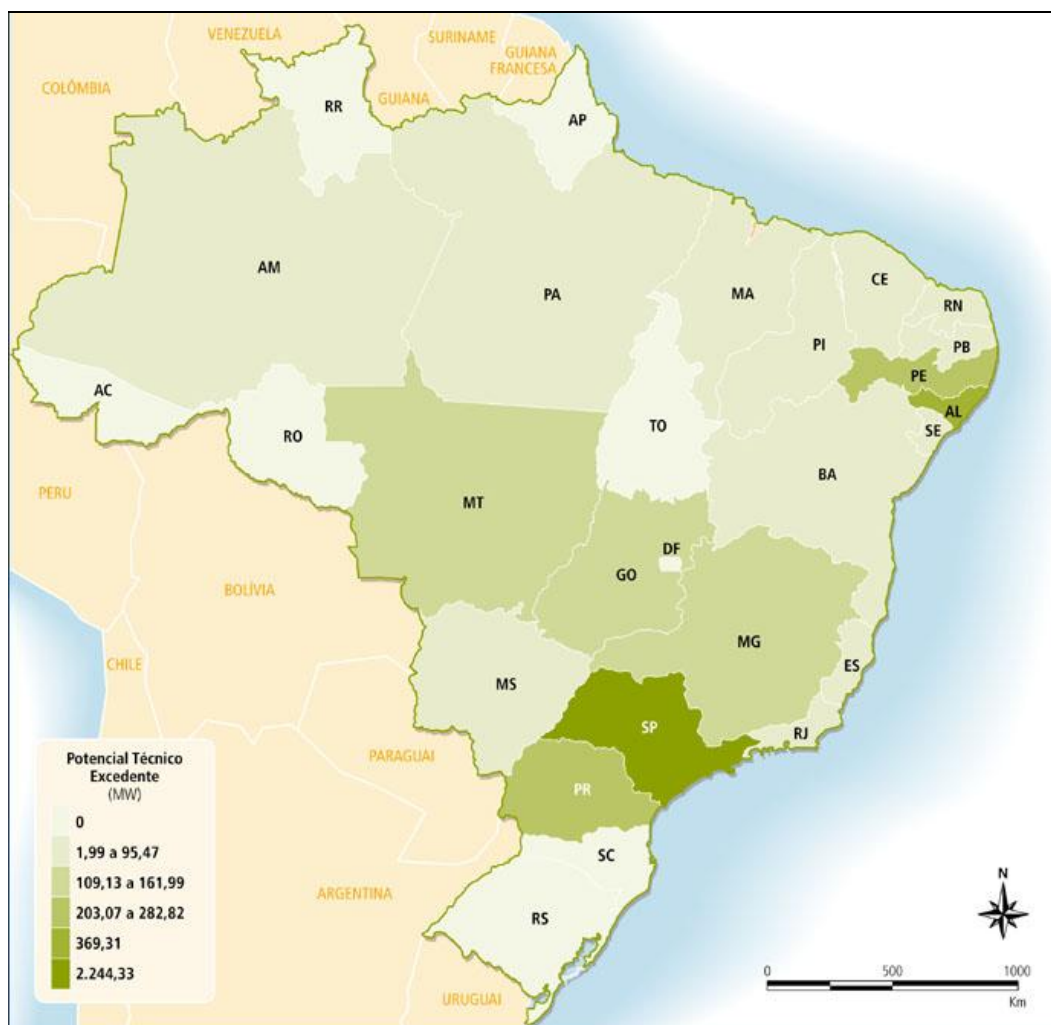 VENEZUELA
SURINAME
GUIANA
FRANCESA
COLÔMBIA
GUIANA
RR
AP
AM
PA
MA
CE
RN
PI
PB
PE
AC
AL
TO
SE
RO
BA
PERU
MT
DF
GO
BOLÍVIA
MG
CHILE
ES
MS
SP
RJ
PARAGUAI
PR
SC
ARGENTINA
RS
URUGUAI
Potencial Técnico
Excedente
(MW)
0
1,99 a 95,47
109,13 a 161,99
203,07 a 282,82
369,31
2.244,33
N
0 500 1000
Km